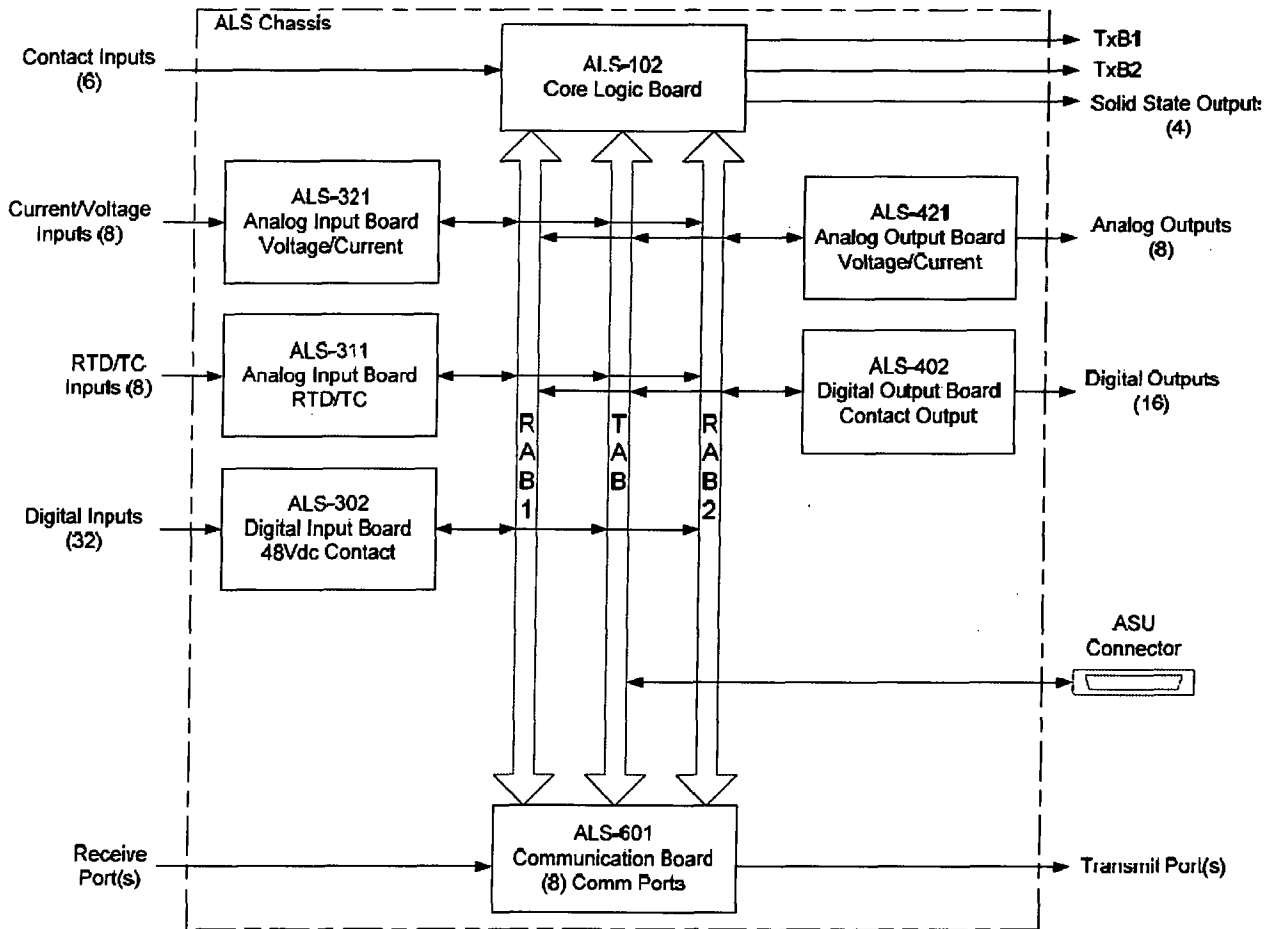 ALS Chassis
Contact Inputs
(6)
ALS-102
Core Logic Board
TxB1
TxB2
Solid State Output
(4)
Current/Voltage
Inputs (8)
ALS-321
Analog Input Board
Voltage/Current
ALS-421
Analog Output Board
Voltage/Current
Analog Outputs
(8)
RTD/TC
Inputs (8)
ALS-311
Analog Input Board
RTD/TC
ALS-402
Digital Output Board
Contact Output
Digital Outputs
(16)
RAB1
TAB
RAB2
Digital Inputs
(32)
ALS-302
Digital Input Board
48Vdc Contact
ASU
Connector
Receive
Port(s)
ALS-601
Communication Board
(8) Comm Ports
Transmit Port(s)